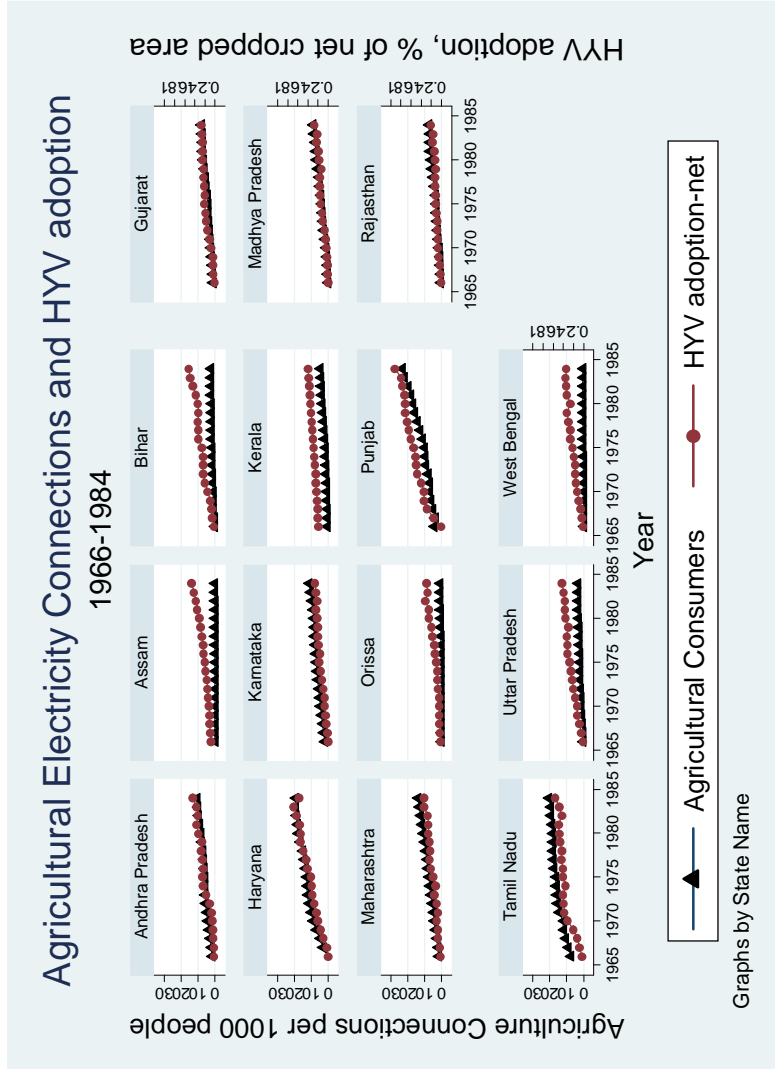 Agricultural Electricity Connections and HYV adoption
1966-1984
Agriculture Connections per 1000 people
HYV adoption, % of net cropped area
Andhra Pradesh
Assam
Bihar
Gujarat
Haryana
Karnataka
Kerala
Madhya Pradesh
Maharashtra
Orissa
Punjab
Rajasthan
Tamil Nadu
Uttar Pradesh
West Bengal
0 102030
0 102030
0 102030
0 102030
0.24681
0.24681
0.24681
0.24681
1965 1970 1975 1980 1985
1965 1970 1975 1980 1985
1965 1970 1975 1980 1985
1965 1970 1975 1980 1985
Year
Agricultural Consumers
HYV adoption-net
Graphs by State Name